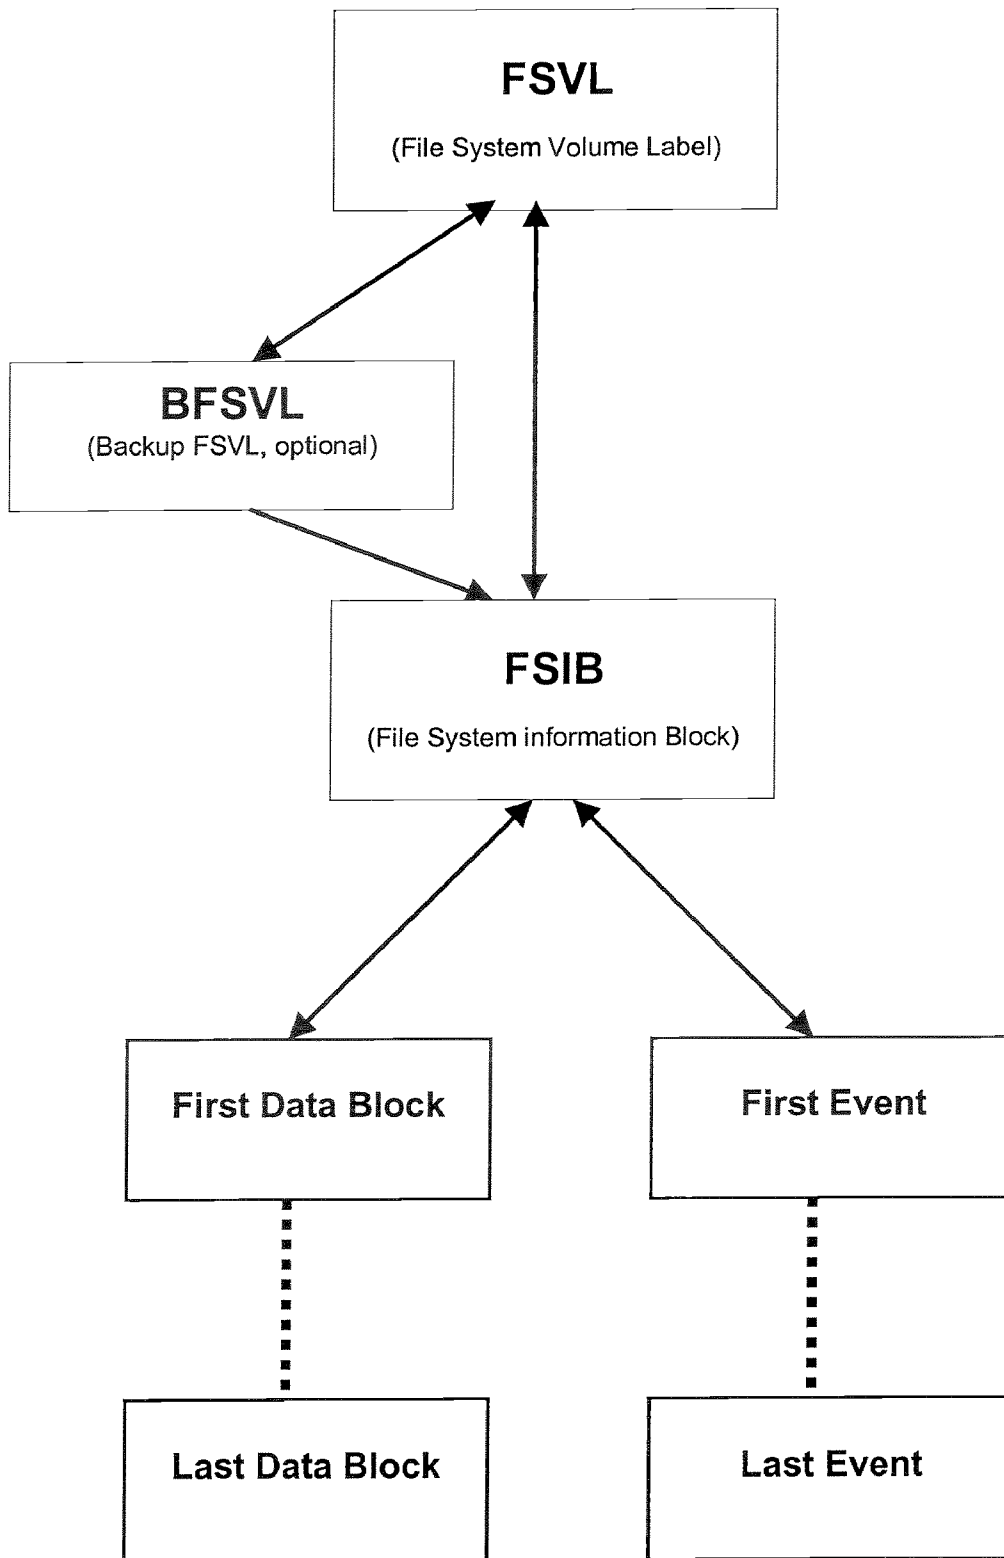 FSVL
(File System Volume Label)
BFSVL
(Backup FSVL, optional)
FSIB
(File System information Block)
First Data Block
First Event
Last Data Block
Last Event